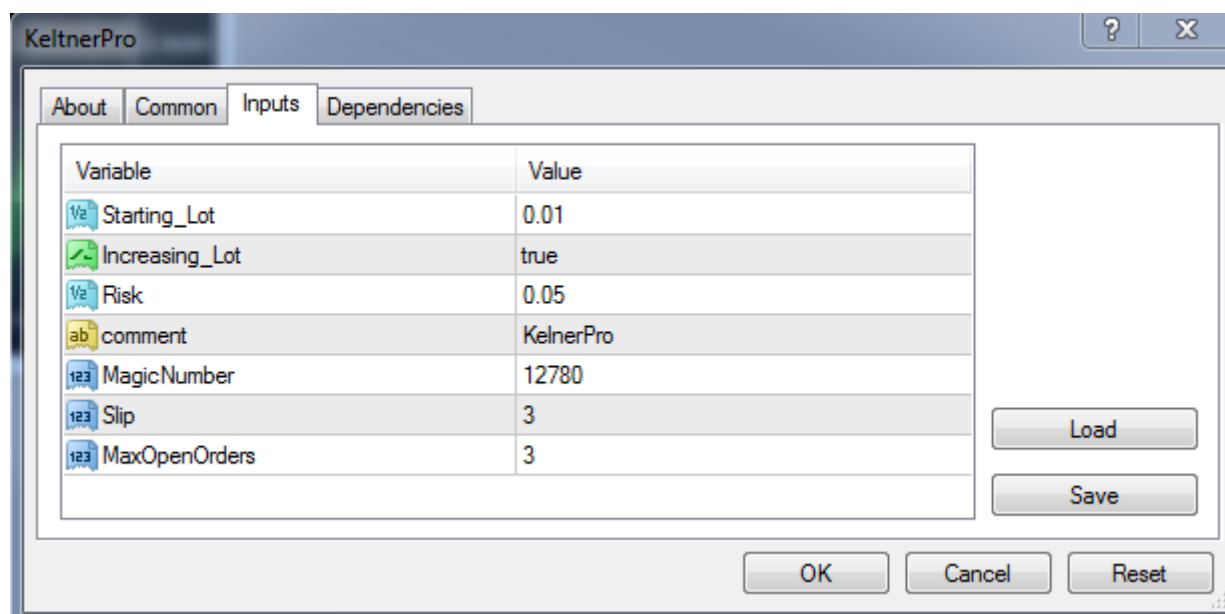 KeltnerPro
About Common Inputs Dependencies
Variable Value
Starting_Lot 0.01
Increasing_Lot true
Risk 0.05
comment KelnerPro
MagicNumber 12780
Slip 3
MaxOpenOrders 3
Load
Save
OK Cancel Reset